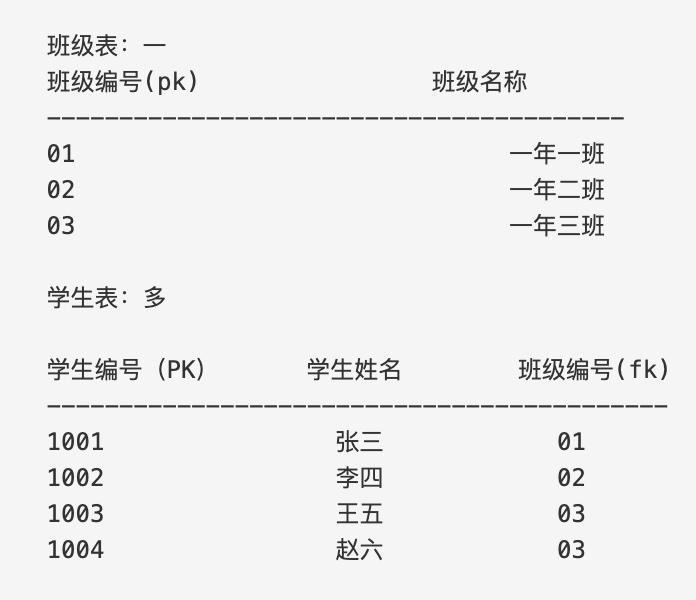 班级表：一
班级编号(pk) 班级名称
----------------------------------------
01 一年一班
02 一年二班
03 一年三班
学生表：多
学生编号（PK） 学生姓名 班级编号(fk)
-------------------------------------------
1001 张三 01
1002 李四 02
1003 王五 03
1004 赵六 03